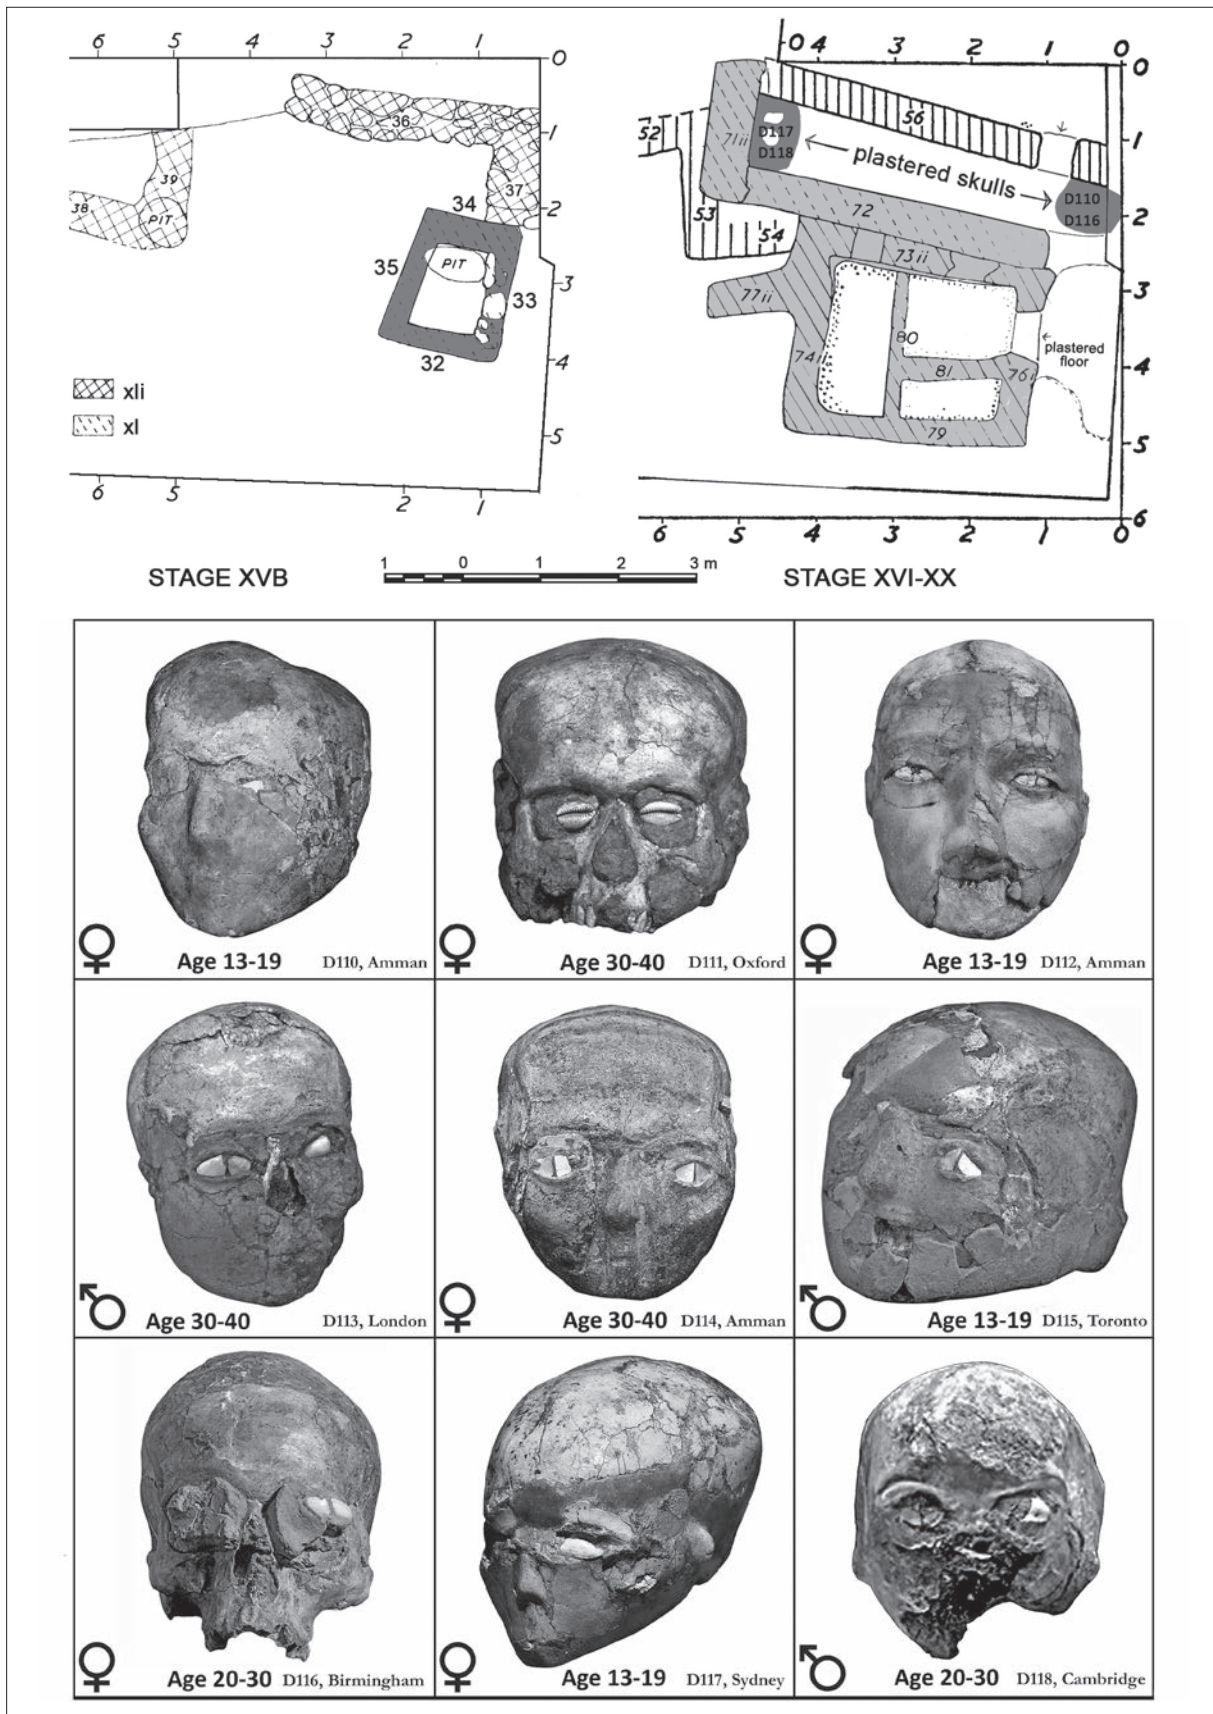 6 5 4 3 2 1 0
36
1
39
37
38
PIT
2
34
35
PIT
33
3
32
4
xli
xl
5
6 5 2 1
O 4 3 2 1 0
0
56
52
71ii
D117
D118
1
plastered skulls
D110
D116
2
72
53
54
73ii
3
77ii
80
plastered
floor
74
81
76i
4
79
5
6
6 5 4 3 2 1 0
STAGE XVB
1 0 1 2 3 m
STAGE XVI-XX
♀ Age 13-19 D110, Amman
♀ Age 30-40 D111, Oxford
♀ Age 13-19 D112, Amman
♂ Age 30-40 D113, London
♀ Age 30-40 D114, Amman
♂ Age 13-19 D115, Toronto
♀ Age 20-30 D116, Birmingham
♀ Age 13-19 D117, Sydney
♂ Age 20-30 D118, Cambridge